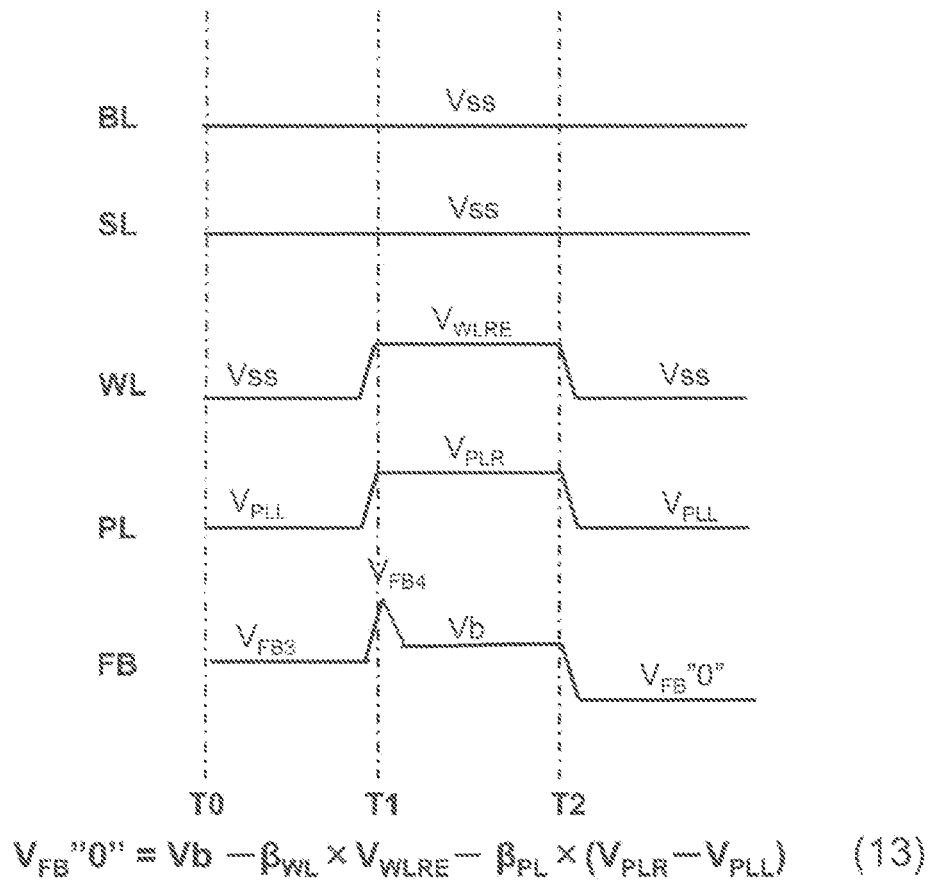 BL Vss
SL Vss
V_WLRE
WL Vss Vss
V_PLR
PL V_PLL V_PLL
V_FB4
FB V_FB3 Vb V_FB"0"
T0 T1 T2
V_FB"0" = Vb − β_WL × V_WLRE − β_PL × (V_PLR − V_PLL) (13)